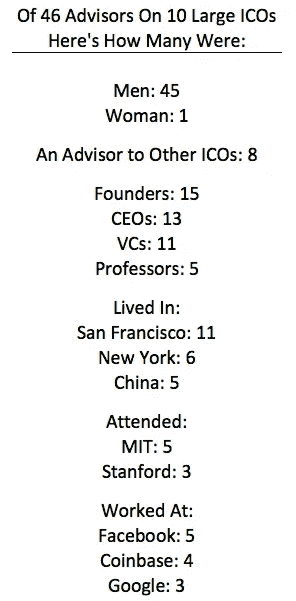 Of 46 Advisors On 10 Large ICOs
Here's How Many Were:
Men: 45
Woman: 1
An Advisor to Other ICOs: 8
Founders: 15
CEOs: 13
VCs: 11
Professors: 5
Lived In:
San Francisco: 11
New York: 6
China: 5
Attended:
MIT: 5
Stanford: 3
Worked At:
Facebook: 5
Coinbase: 4
Google: 3